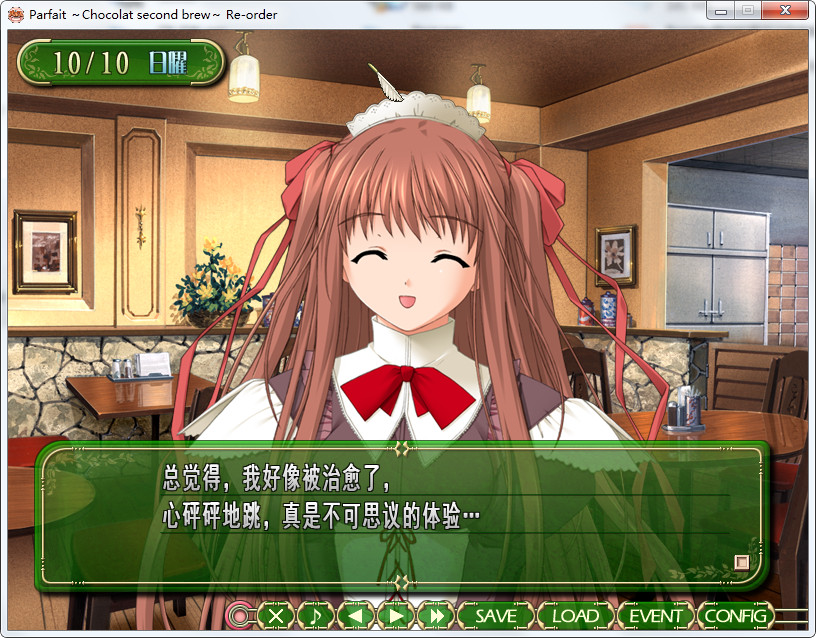 Parfait ～Chocolat second brew～ Re-order
10/10 日曜
总觉得，我好像被治愈了，
心砰砰地跳，真是不可思议的体验…
SAVE LOAD EVENT CONFIG